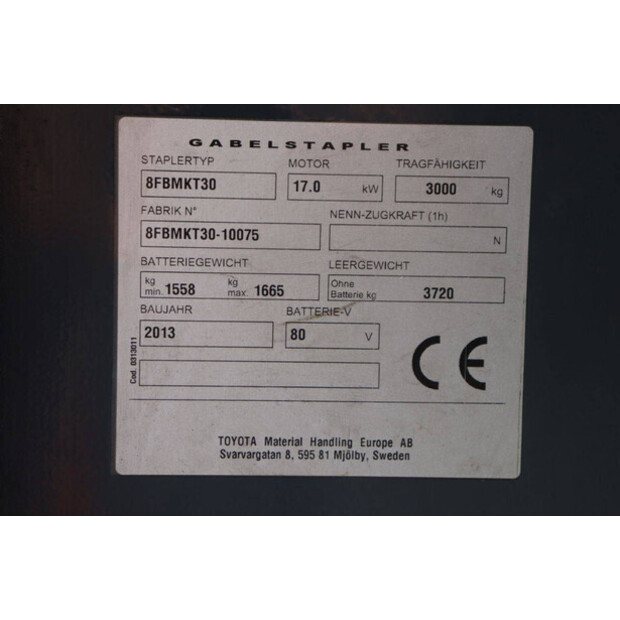 GABELSTAPLER
STAPLERTYP MOTOR TRAGFÄHIGKEIT
8FBMKT30 17.0 kW 3000 kg
FABRIK N° NENN-ZUGKRAFT (1h)
8FBMKT30-10075 N
BATTERIEGEWICHT LEERGEWICHT
kg min. 1558 kg max. 1665 Ohne Batterie kg 3720
BAUJAHR BATTERIE-V
2013 80 V
CE
Cod. 0313011
TOYOTA Material Handling Europe AB
Svarvargatan 8, 595 81 Mjölby, Sweden